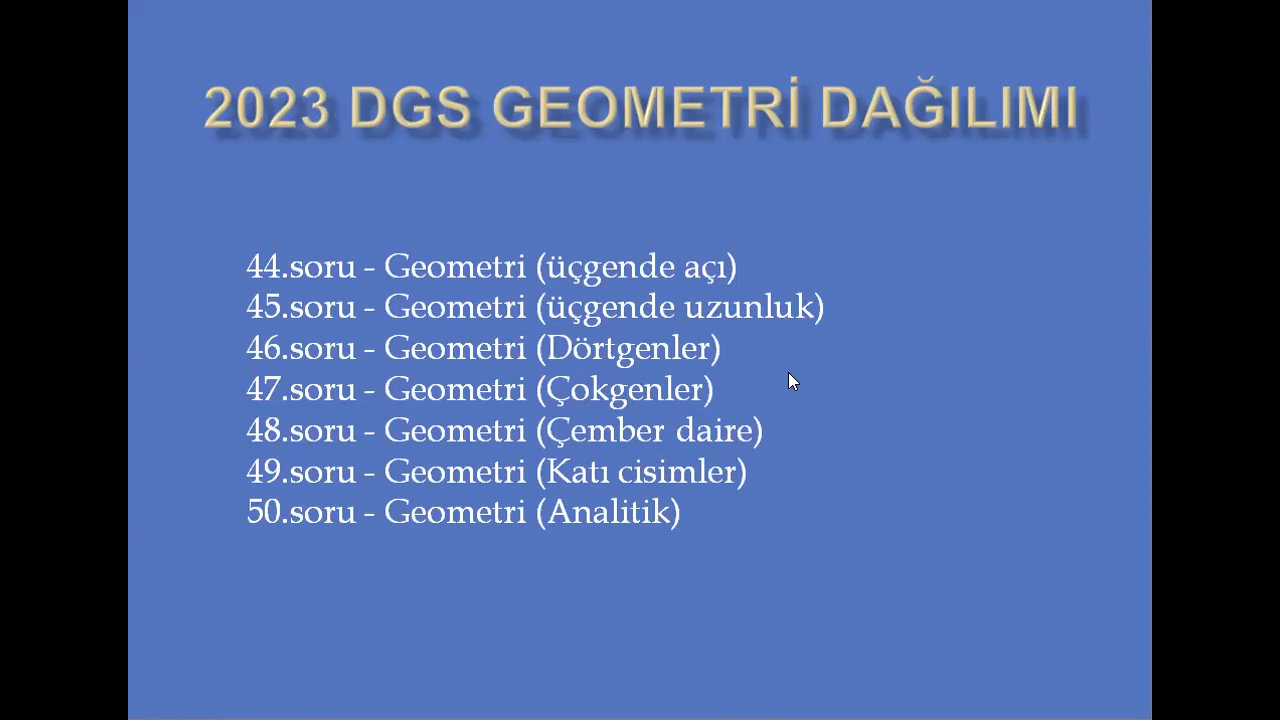 2023 DGS GEOMETRİ DAĞILIMI
44.soru - Geometri (üçgende açı)
45.soru - Geometri (üçgende uzunluk)
46.soru - Geometri (Dörtgenler)
47.soru - Geometri (Çokgenler)
48.soru - Geometri (Çember daire)
49.soru - Geometri (Katı cisimler)
50.soru - Geometri (Analitik)